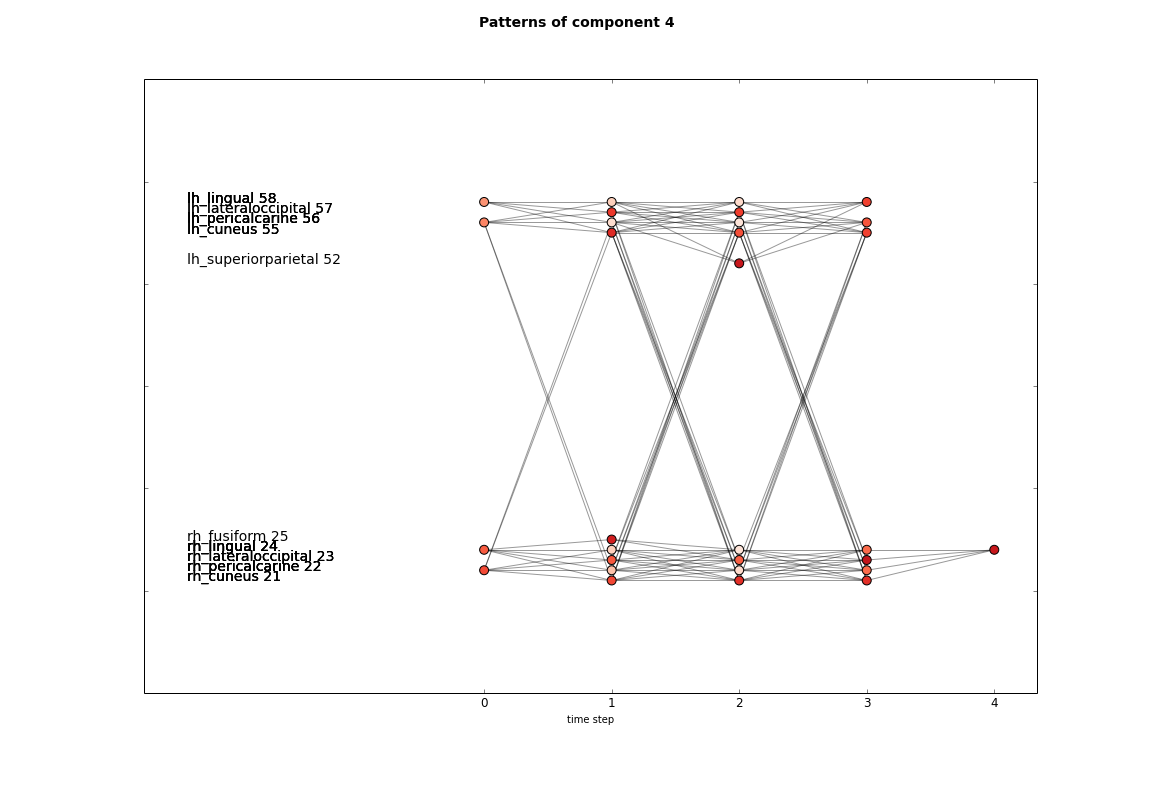 Patterns of component 4
lh_lingual 58
lh_lateraloccipital 57
lh_pericalcarine 56
lh_cuneus 55
lh_superiorparietal 52
rh_fusiform 25
rh_lingual 24
rh_lateraloccipital 23
rh_pericalcarine 22
rh_cuneus 21
0 1 2 3 4
time step